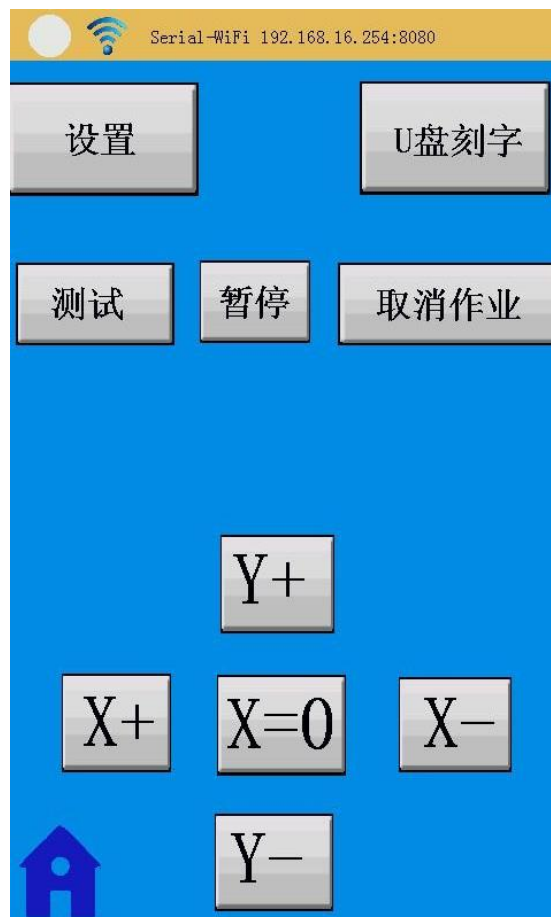 Serial-WiFi 192.168.16.254:8080
设置 U盘刻字
测试 暂停 取消作业
Y+
X+ X=0 X-
Y-